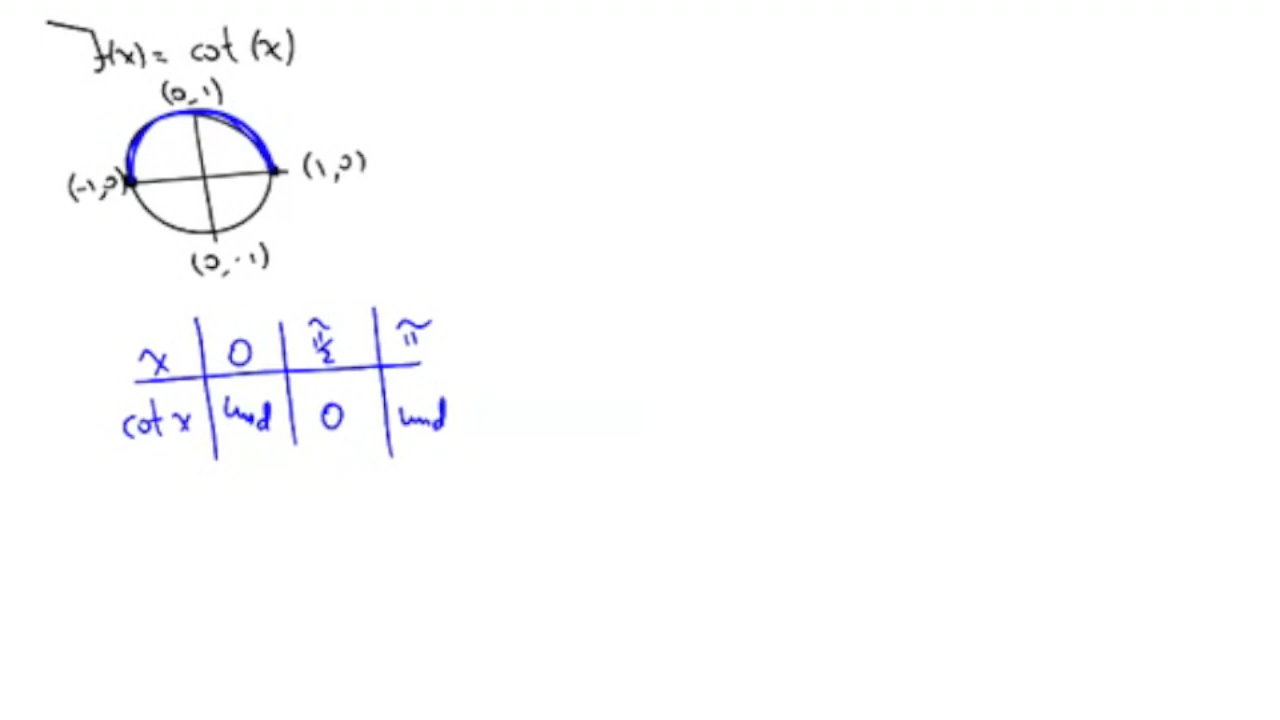 f(x) = cot (x)
(0,1)
(-1,0) (1,0)
(0,-1)
x 0 π/2 π
cot x und 0 und